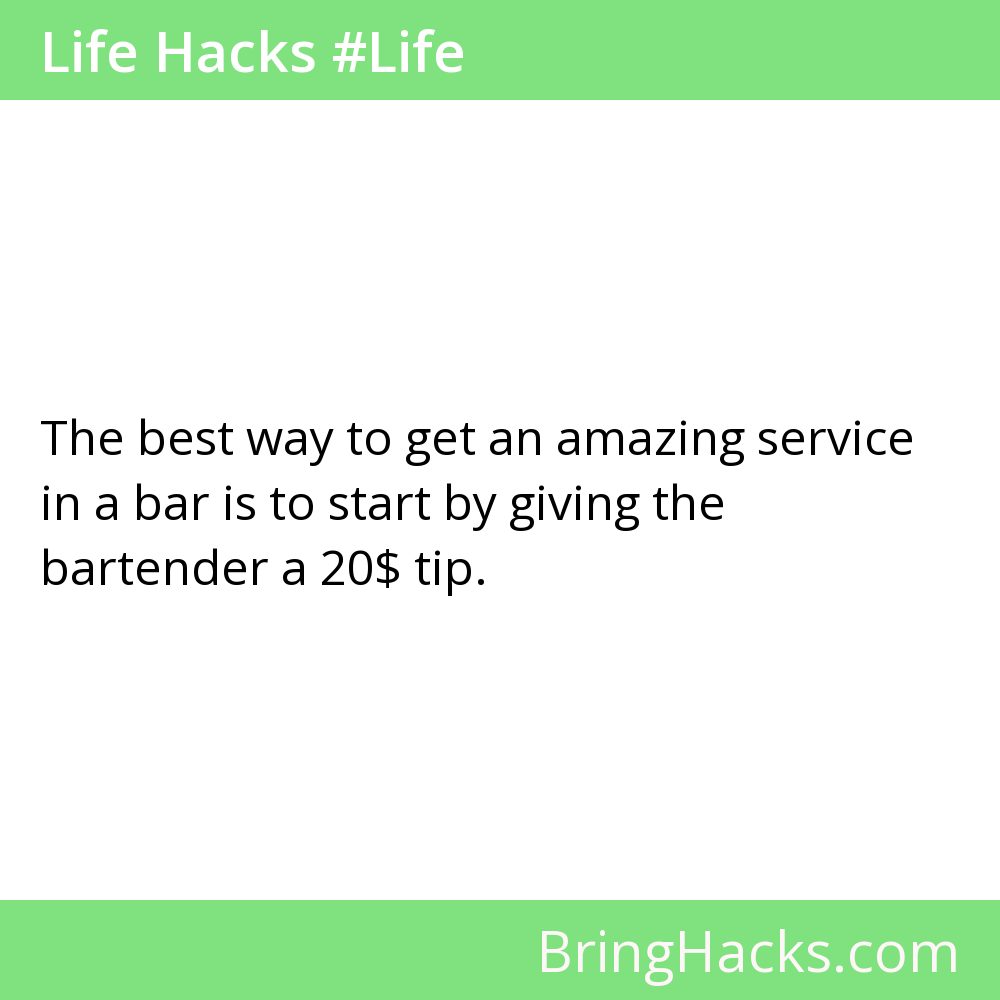 Life Hacks #Life
The best way to get an amazing service
in a bar is to start by giving the
bartender a 20$ tip.
BringHacks.com